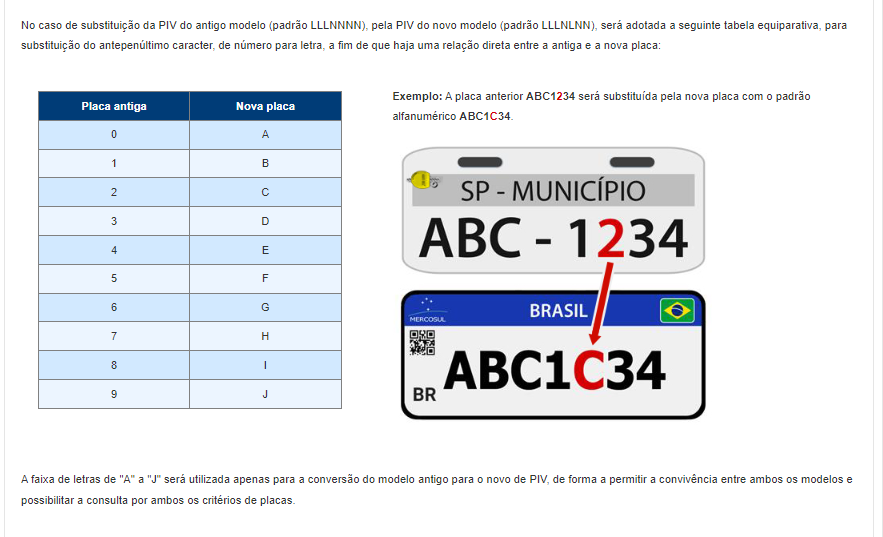 No caso de substituição da PIV do antigo modelo (padrão LLLNNNN), pela PIV do novo modelo (padrão LLLNLNN), será adotada a seguinte tabela equiparativa, para
substituição do antepenúltimo caracter, de número para letra, a fim de que haja uma relação direta entre a antiga e a nova placa:
Placa antiga Nova placa
0 A
1 B
2 C
3 D
4 E
5 F
6 G
7 H
8 I
9 J
Exemplo: A placa anterior ABC1234 será substituída pela nova placa com o padrão
alfanumérico ABC1C34.
SP - MUNICÍPIO
ABC - 1234
MERCOSUL
BRASIL
BR
ABC1C34
A faixa de letras de "A" a "J" será utilizada apenas para a conversão do modelo antigo para o novo de PIV, de forma a permitir a convivência entre ambos os modelos e
possibilitar a consulta por ambos os critérios de placas.